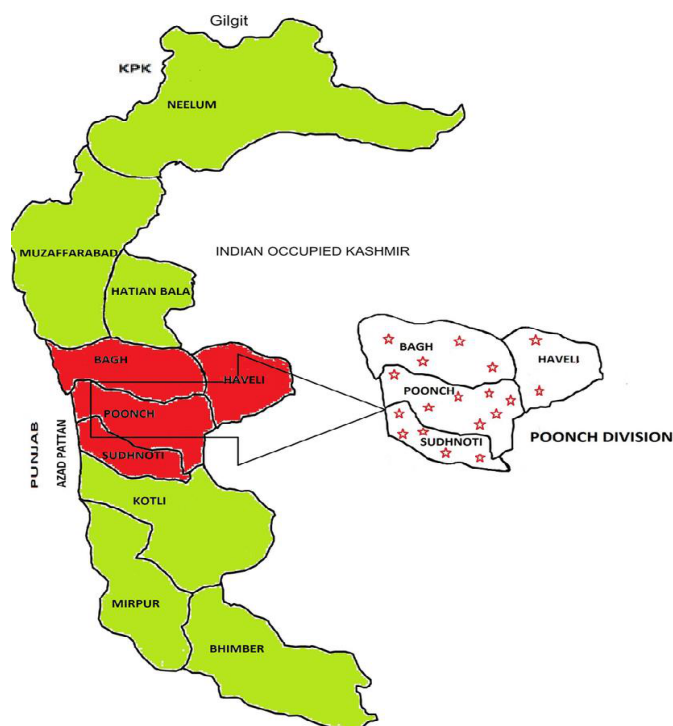 Gilgit
KPK
NEELUM
MUZAFFARABAD
INDIAN OCCUPIED KASHMIR
HATIAN BALA
BAGH
HAVELI
POONCH
SUDHNOTI
PUNJAB
AZAD PATTAN
KOTLI
MIRPUR
BHIMBER
BAGH
HAVELI
POONCH
SUDHNOTI
POONCH DIVISION